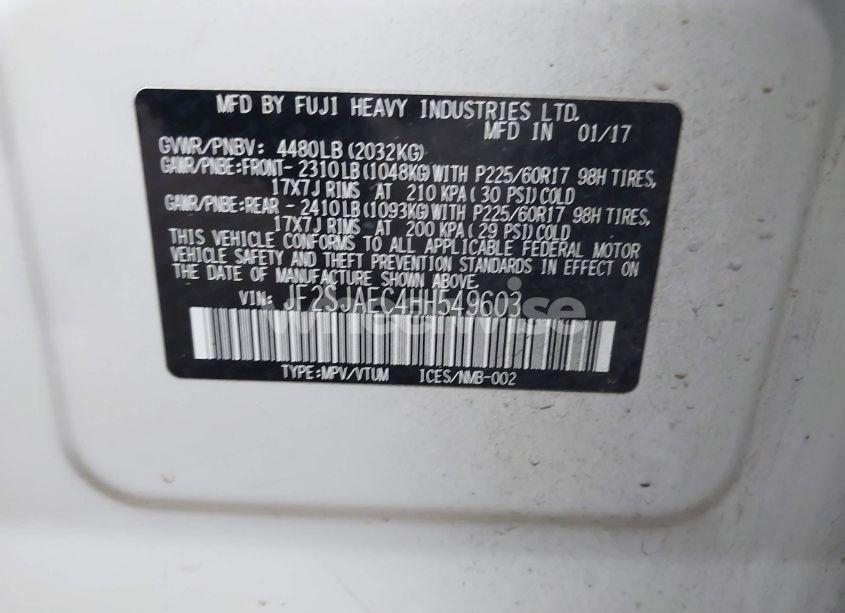 MFD BY FUJI HEAVY INDUSTRIES LTD.
MFD IN 01/17
GVWR/PNBV: 4480LB(2032KG)
GAWR/PNBE:FRONT- 2310LB(1048KG)WITH P225/60R17 98H TIRES,
17X7J RIMS AT 210 KPA(30 PSI)COLD
GAWR/PNBE:REAR - 2410LB(1093KG)WITH P225/60R17 98H TIRES,
17X7J RIMS AT 200 KPA(29 PSI)COLD
THIS VEHICLE CONFORMS TO ALL APPLICABLE FEDERAL MOTOR
VEHICLE SAFETY AND THEFT PREVENTION STANDARDS IN EFFECT ON
THE DATE OF MANUFACTURE SHOWN ABOVE.
VIN: JF2SJAEC4HH549603
wheelwise
TYPE:MPV/VTUM ICES/NMB-002